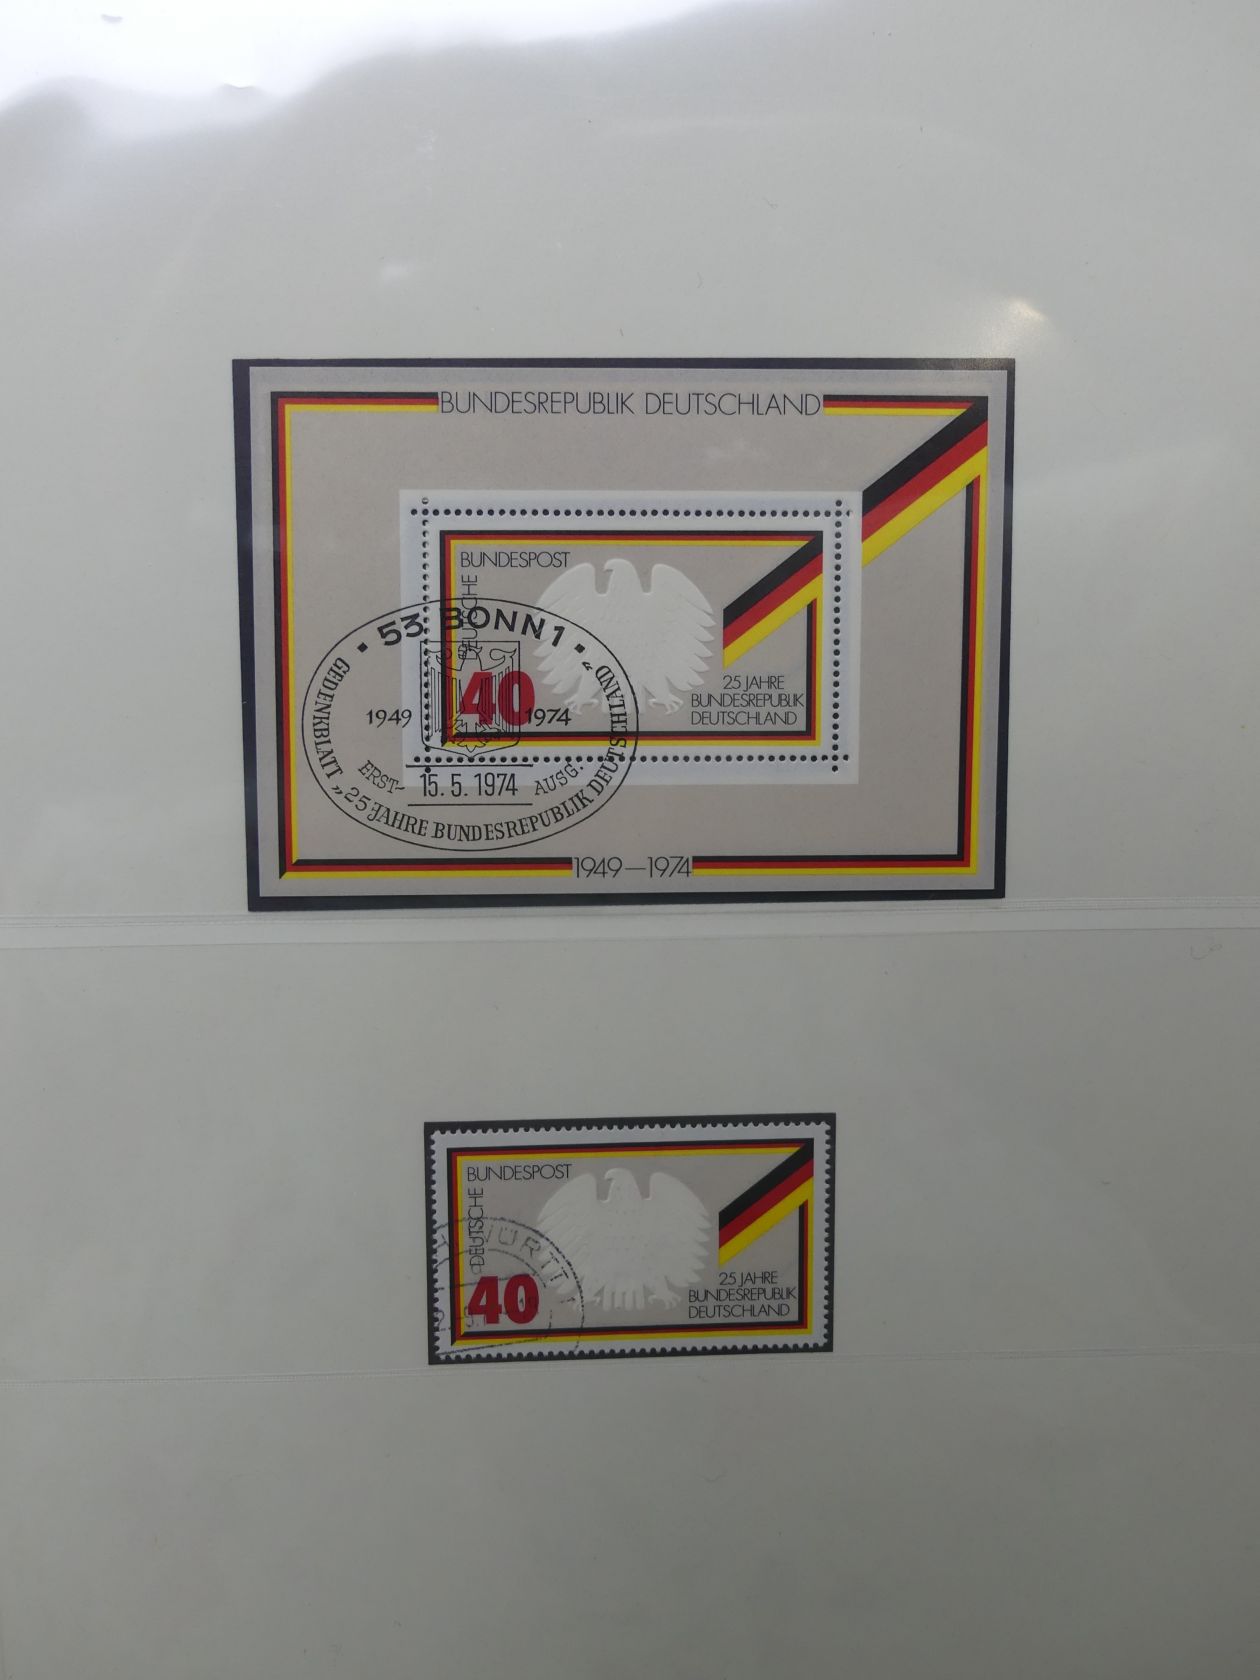 BUNDESREPUBLIK DEUTSCHLAND
BUNDESPOST
DEUTSCHE
40
25 JAHRE
BUNDESREPUBLIK
DEUTSCHLAND
53 BONN 1
1949 1974
ERST- AUSG.
15.5.1974
GEDENKBLATT „25 JAHRE BUNDESREPUBLIK DEUTSCHLAND“
1949—1974
BUNDESPOST
DEUTSCHE
40
25 JAHRE
BUNDESREPUBLIK
DEUTSCHLAND